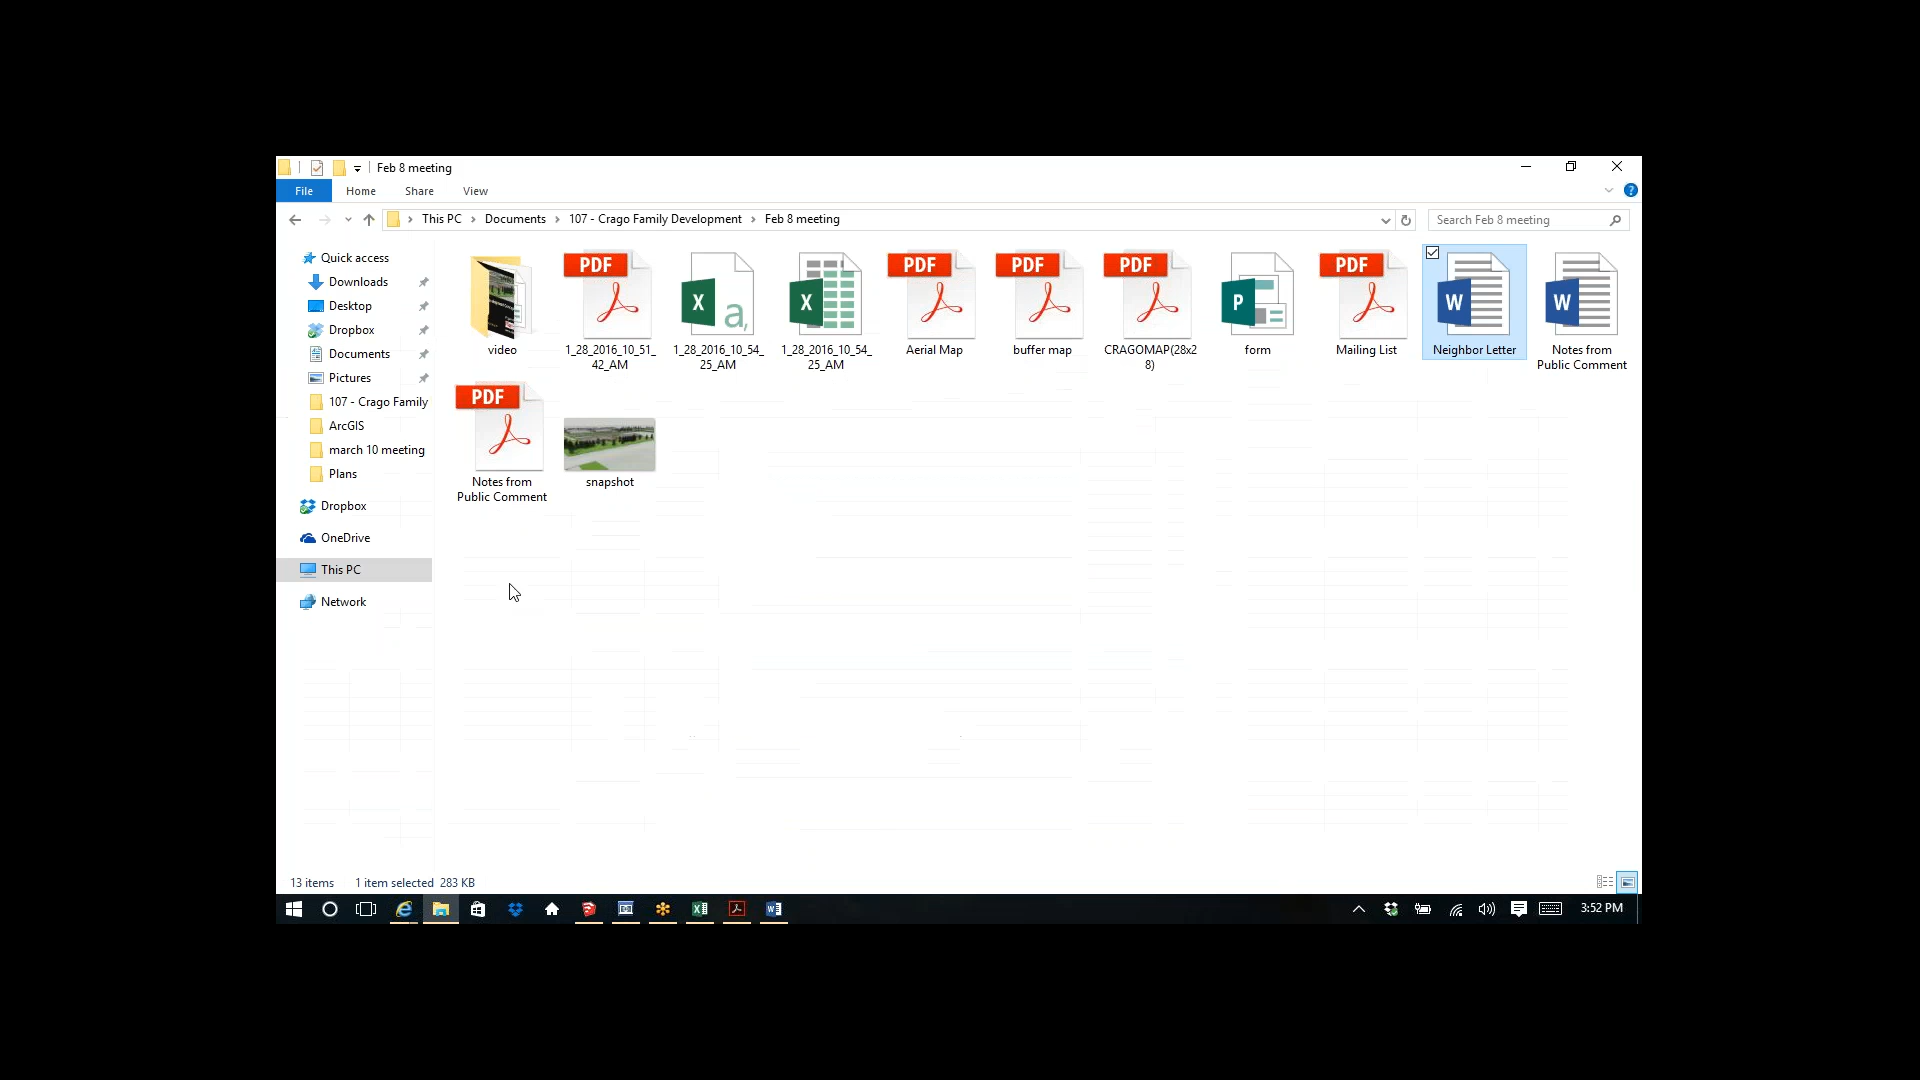 Feb 8 meeting
File Home Share View
This PC Documents 107 - Crago Family Development Feb 8 meeting
Search Feb 8 meeting
Quick access
Downloads
Desktop
Dropbox
Documents
Pictures
107 - Crago Family
ArcGIS
march 10 meeting
Plans
Dropbox
OneDrive
This PC
Network
video
PDF
1_28_2016_10_51_
42_AM
X a,
1_28_2016_10_54_
25_AM
X
1_28_2016_10_54_
25_AM
PDF
Aerial Map
PDF
buffer map
PDF
CRAGOMAP(28x2
8)
P
form
PDF
Mailing List
W
Neighbor Letter
W
Notes from
Public Comment
PDF
Notes from
Public Comment
snapshot
13 items 1 item selected 283 KB
3:52 PM